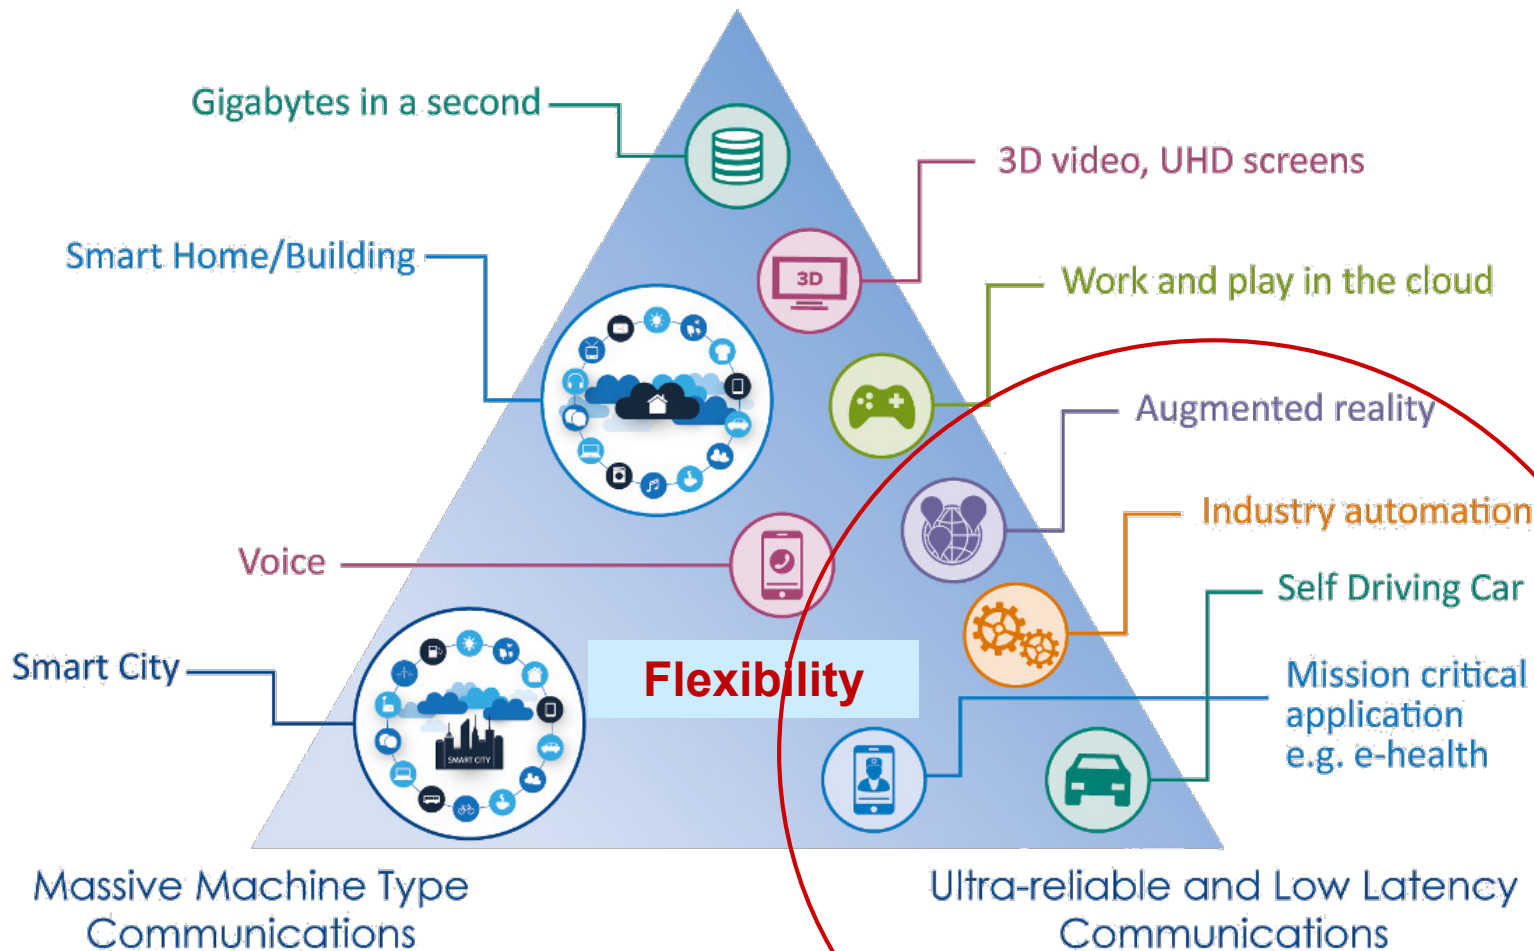 Gigabytes in a second
3D video, UHD screens
Smart Home/Building
3D
Work and play in the cloud
Augmented reality
Industry automation
Voice
Self Driving Car
Smart City
Flexibility
Mission critical
application
e.g. e-health
SMART CITY
Massive Machine Type
Communications
Ultra-reliable and Low Latency
Communications